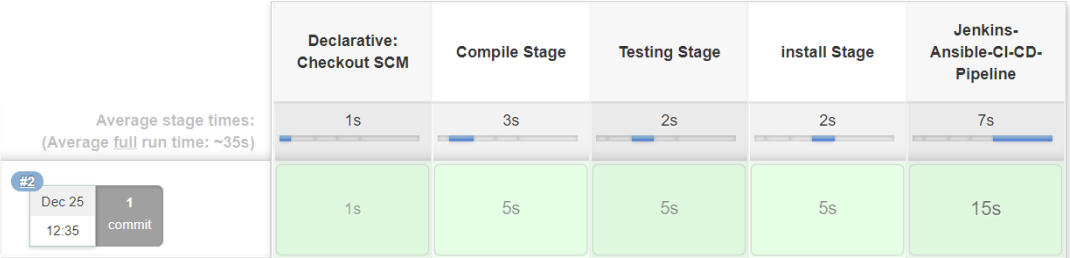 Declarative:
Checkout SCM
Compile Stage
Testing Stage
install Stage
Jenkins-
Ansible-CI-CD-
Pipeline
Average stage times:
(Average full run time: ~35s)
1s
3s
2s
2s
7s
#2
Dec 25
12:35
1
commit
1s
5s
5s
5s
15s